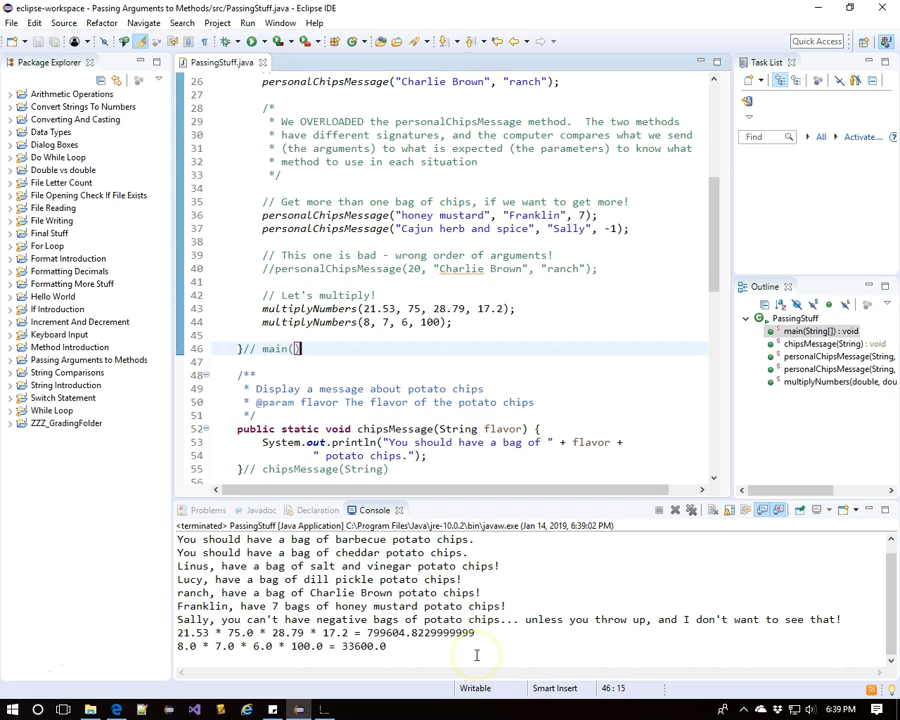 eclipse-workspace - Passing Arguments to Methods/src/PassingStuff.java - Eclipse IDE
File Edit Source Refactor Navigate Search Project Run Window Help
Quick Access
Package Explorer
Arithmetic Operations
Convert Strings To Numbers
Converting And Casting
Data Types
Dialog Boxes
Do While Loop
Double vs double
File Letter Count
File Opening Check If File Exists
File Reading
File Writing
Final Stuff
For Loop
Format Introduction
Formatting Decimals
Formatting More Stuff
Hello World
If Introduction
Increment And Decrement
Keyboard Input
Method Introduction
Passing Arguments to Methods
String Comparisons
String Introduction
Switch Statement
While Loop
ZZZ_GradingFolder
PassingStuff.java
26 personalChipsMessage("Charlie Brown", "ranch");
27
28 /*
29 * We OVERLOADED the personalChipsMessage method. The two methods
30 * have different signatures, and the computer compares what we send
31 * (the arguments) to what is expected (the parameters) to know what
32 * method to use in each situation
33 */
34
35 // Get more than one bag of chips, if we want to get more!
36 personalChipsMessage("honey mustard", "Franklin", 7);
37 personalChipsMessage("Cajun herb and spice", "Sally", -1);
38
39 // This one is bad - wrong order of arguments!
40 //personalChipsMessage(20, "Charlie Brown", "ranch");
41
42 // Let's multiply!
43 multiplyNumbers(21.53, 75, 28.79, 17.2);
44 multiplyNumbers(8, 7, 6, 100);
45
46 }// main()
47
48 /**
49 * Display a message about potato chips
50 * @param flavor The flavor of the potato chips
51 */
52 public static void chipsMessage(String flavor) {
53 System.out.println("You should have a bag of " + flavor +
54 " potato chips.");
55 }// chipsMessage(String)
56
Task List
Find All Activate...
Outline
PassingStuff
main(String[]) : void
chipsMessage(String) : void
personalChipsMessage(String,
personalChipsMessage(String,
multiplyNumbers(double, dou
Problems Javadoc Declaration Console
<terminated> PassingStuff [Java Application] C:\Program Files\Java\jre-10.0.2\bin\javaw.exe (Jan 14, 2019, 6:39:02 PM)
You should have a bag of barbecue potato chips.
You should have a bag of cheddar potato chips.
Linus, have a bag of salt and vinegar potato chips!
Lucy, have a bag of dill pickle potato chips!
ranch, have a bag of Charlie Brown potato chips!
Franklin, have 7 bags of honey mustard potato chips!
Sally, you can't have negative bags of potato chips... unless you throw up, and I don't want to see that!
21.53 * 75.0 * 28.79 * 17.2 = 799604.8229999999
8.0 * 7.0 * 6.0 * 100.0 = 33600.0
Writable Smart Insert 46 : 15
6:39 PM